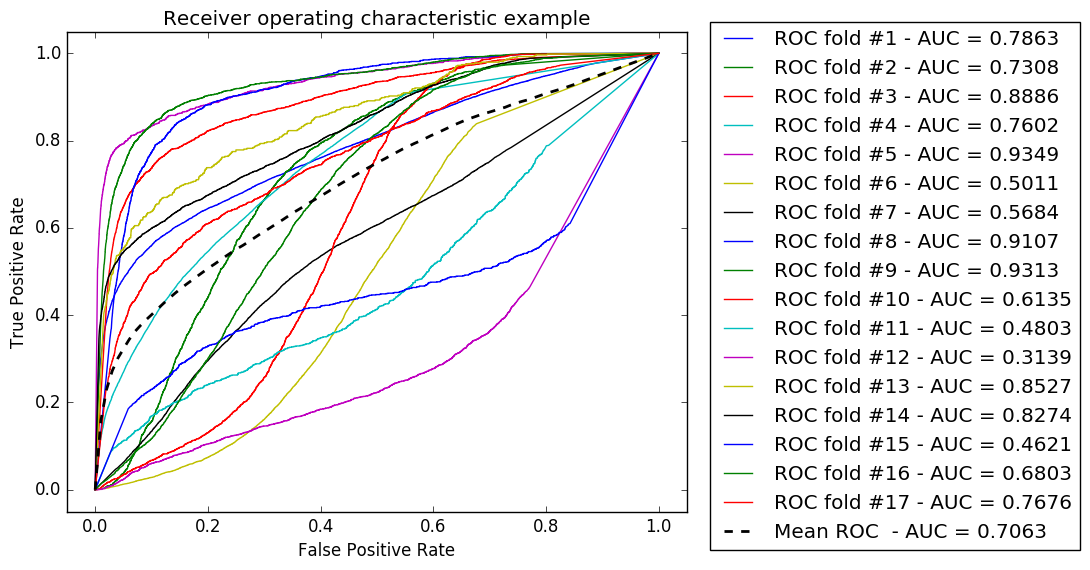 Receiver operating characteristic example
True Positive Rate
1.0
0.8
0.6
0.4
0.2
0.0
0.0 0.2 0.4 0.6 0.8 1.0
False Positive Rate
ROC fold #1 - AUC = 0.7863
ROC fold #2 - AUC = 0.7308
ROC fold #3 - AUC = 0.8886
ROC fold #4 - AUC = 0.7602
ROC fold #5 - AUC = 0.9349
ROC fold #6 - AUC = 0.5011
ROC fold #7 - AUC = 0.5684
ROC fold #8 - AUC = 0.9107
ROC fold #9 - AUC = 0.9313
ROC fold #10 - AUC = 0.6135
ROC fold #11 - AUC = 0.4803
ROC fold #12 - AUC = 0.3139
ROC fold #13 - AUC = 0.8527
ROC fold #14 - AUC = 0.8274
ROC fold #15 - AUC = 0.4621
ROC fold #16 - AUC = 0.6803
ROC fold #17 - AUC = 0.7676
Mean ROC  - AUC = 0.7063